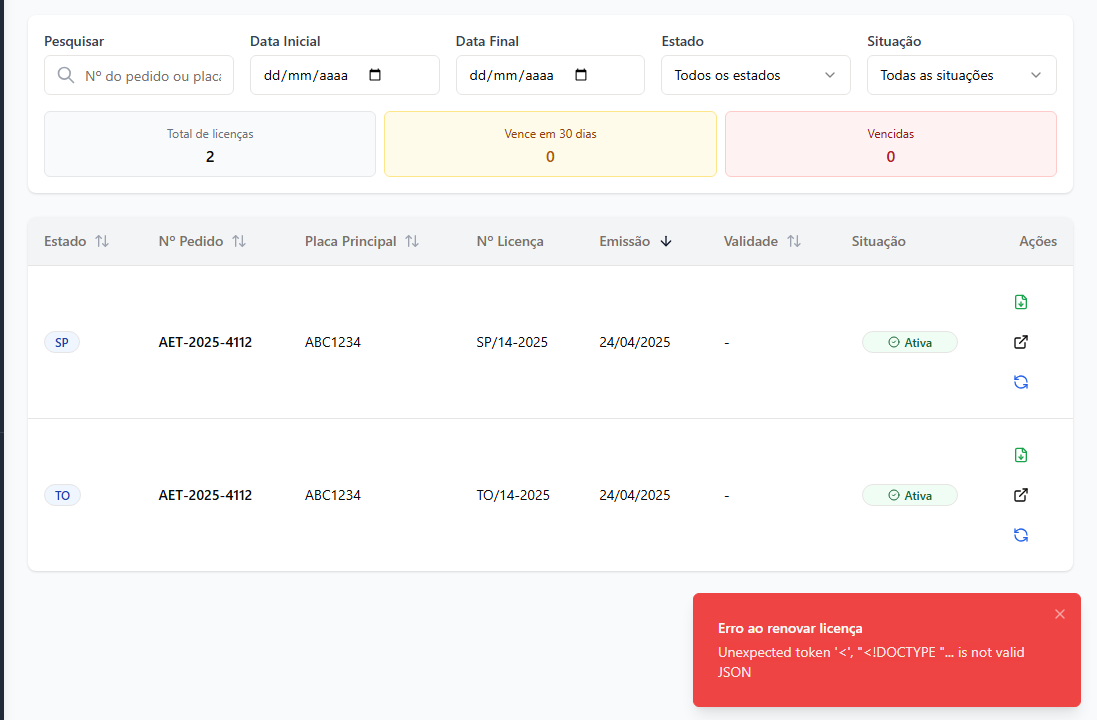 Pesquisar Data Inicial Data Final Estado Situação
Nº do pedido ou placa dd/mm/aaaa dd/mm/aaaa Todos os estados Todas as situações
Total de licenças Vence em 30 dias Vencidas
2 0 0
Estado Nº Pedido Placa Principal Nº Licença Emissão Validade Situação Ações
SP AET-2025-4112 ABC1234 SP/14-2025 24/04/2025 - Ativa
TO AET-2025-4112 ABC1234 TO/14-2025 24/04/2025 - Ativa
Erro ao renovar licença
Unexpected token '<', "<!DOCTYPE "... is not valid
JSON